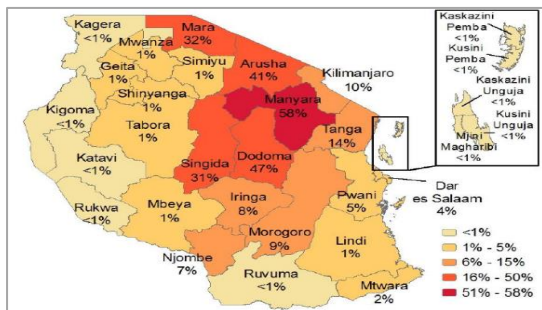 Kagera
<1%
Mwanza
1%
Mara
32%
Geita
1%
Simiyu
1%
Arusha
41%
Kilimanjaro
10%
Shinyanga
1%
Kigoma
<1%
Tabora
1%
Manyara
58%
Tanga
14%
Katavi
<1%
Singida
31%
Dodoma
47%
Rukwa
<1%
Mbeya
1%
Iringa
8%
Morogoro
9%
Pwani
5%
Dar
es Salaam
4%
Njombe
7%
Lindi
1%
Ruvuma
<1%
Mtwara
2%
Kaskazini
Pemba
<1%
Kusini
Pemba
<1%
Kaskazini
Unguja
<1%
Kusini
Unguja
<1%
Mjini
Magharibi
<1%
<1%
1% - 5%
6% - 15%
16% - 50%
51% - 58%